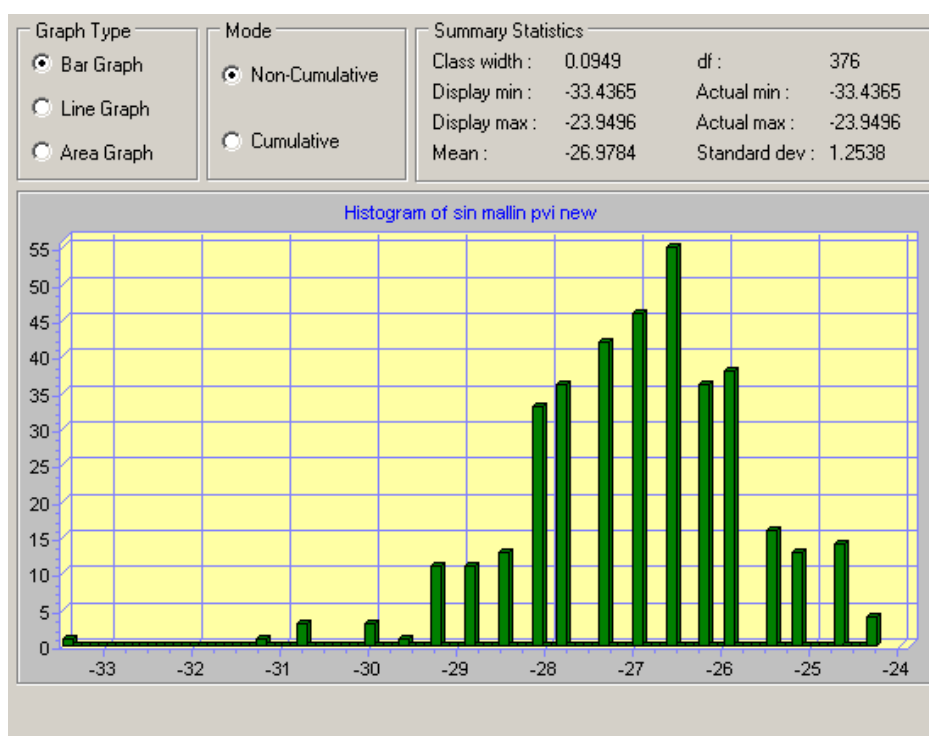 Graph Type
Bar Graph
Line Graph
Area Graph
Mode
Non-Cumulative
Cumulative
Summary Statistics
Class width : 0.0949 df : 376
Display min : -33.4365 Actual min : -33.4365
Display max : -23.9496 Actual max : -23.9496
Mean : -26.9784 Standard dev : 1.2538
Histogram of sin mallin pvi new
55
50
45
40
35
30
25
20
15
10
5
0
-33 -32 -31 -30 -29 -28 -27 -26 -25 -24